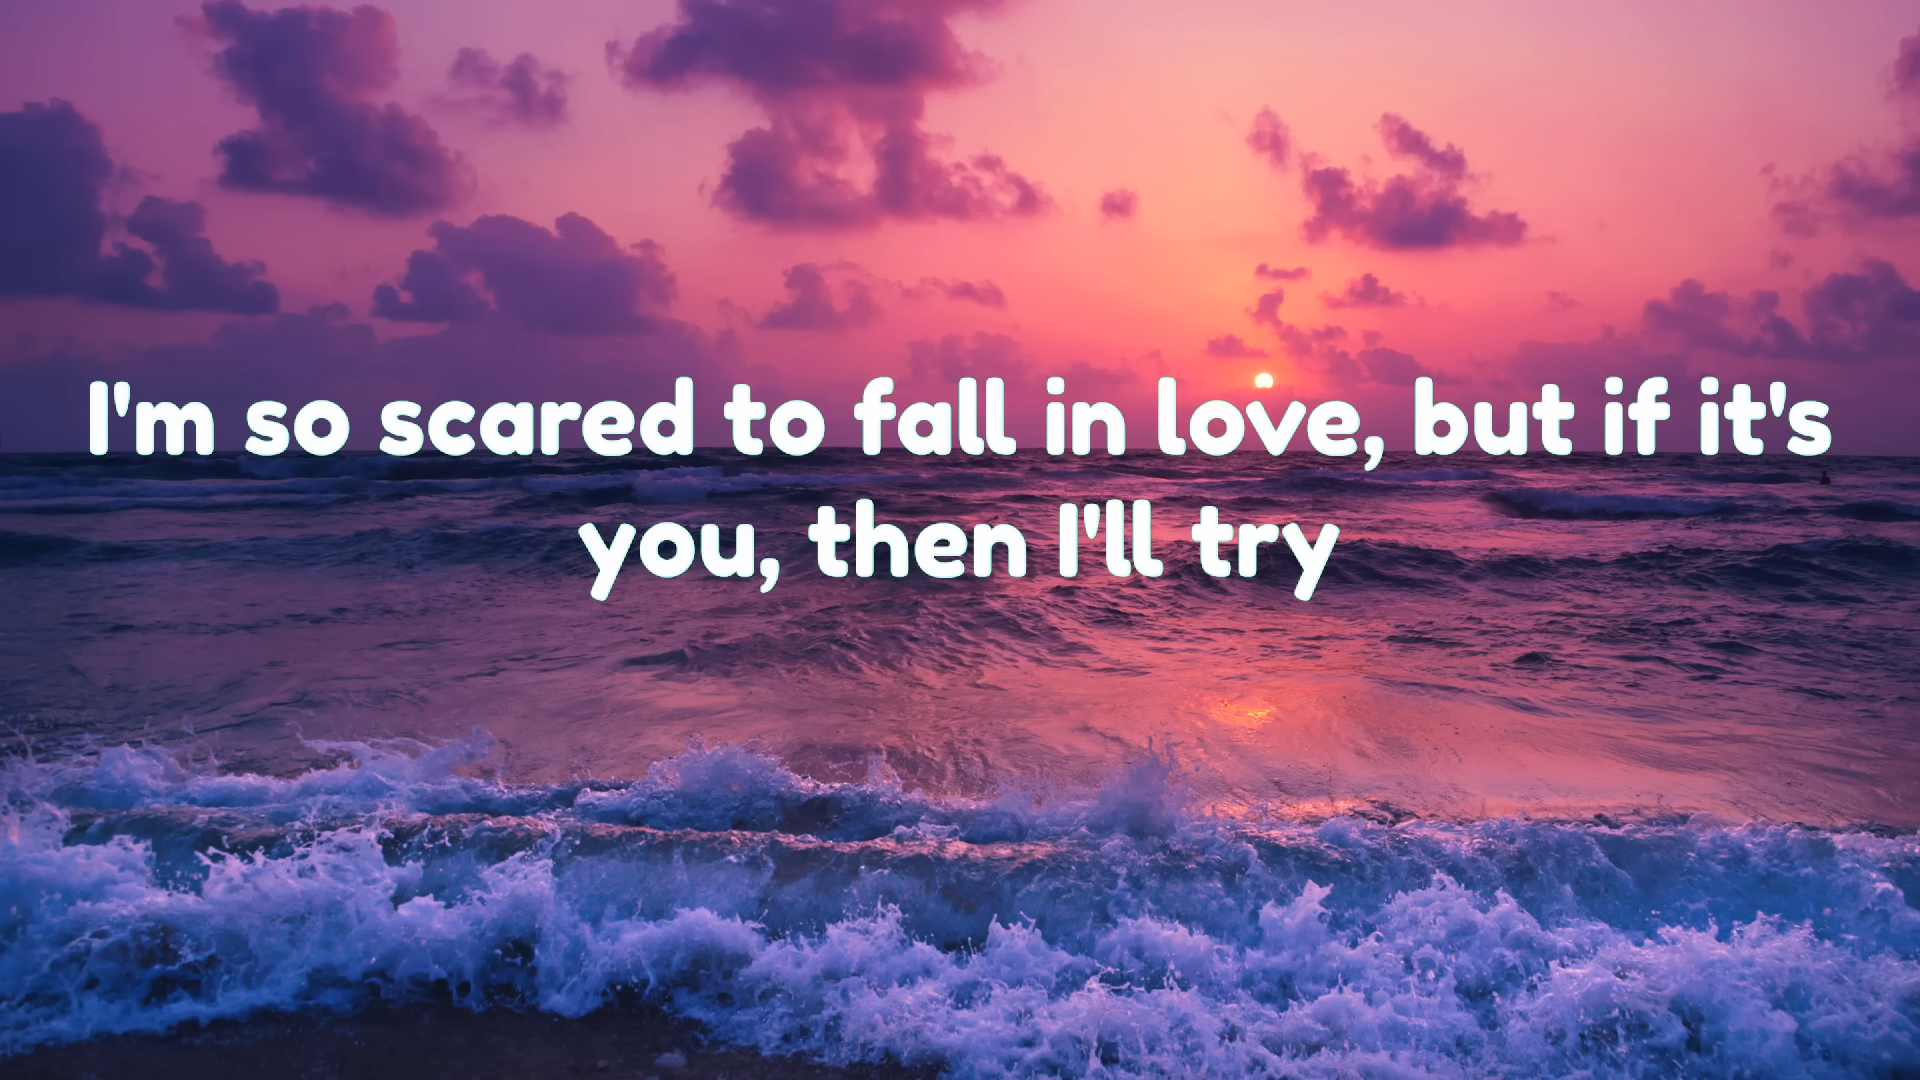 I'm so scared to fall in love, but if it's
you, then I'll try